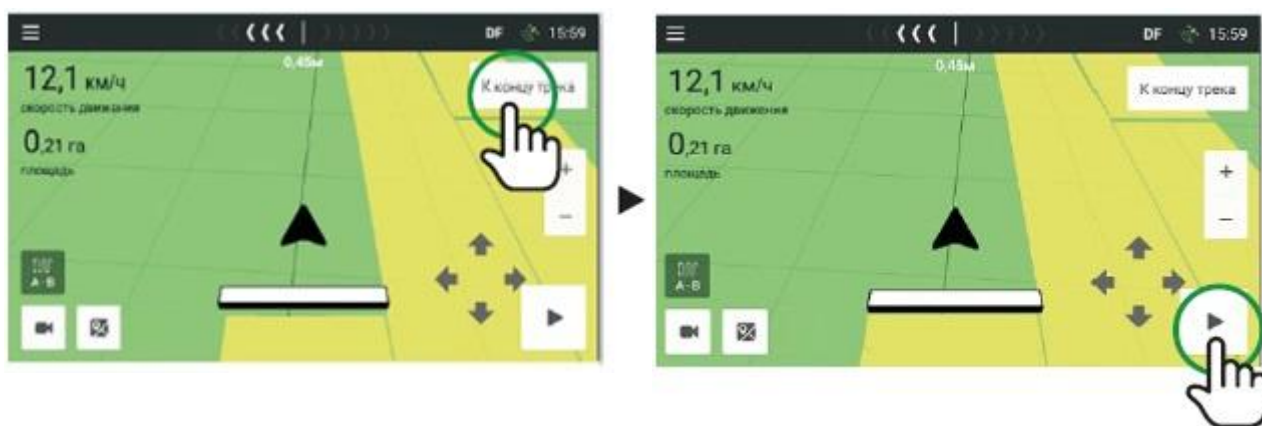 DF 15:59
0,45м
12,1 км/ч
скорость движения
К концу трека
0,21 га
площадь
+
−
A-B
DF 15:59
0,45м
12,1 км/ч
скорость движения
К концу трека
0,21 га
площадь
+
−
A-B